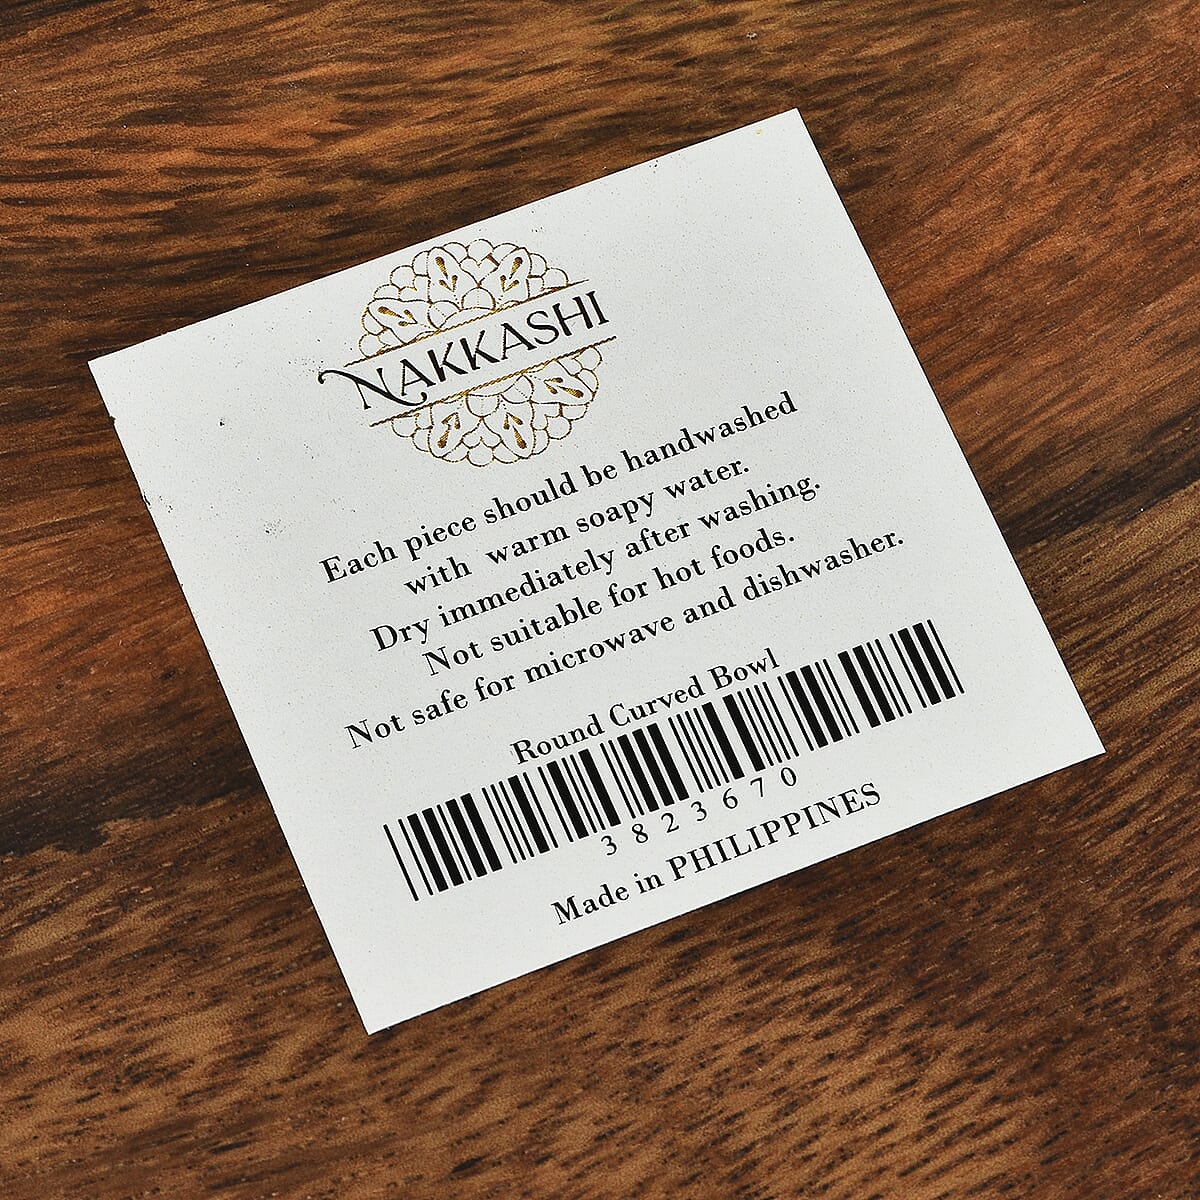 NAKKASHI
Each piece should be handwashed
with warm soapy water.
Dry immediately after washing.
Not suitable for hot foods.
Not safe for microwave and dishwasher.
Round Curved Bowl
3823670
Made in PHILIPPINES